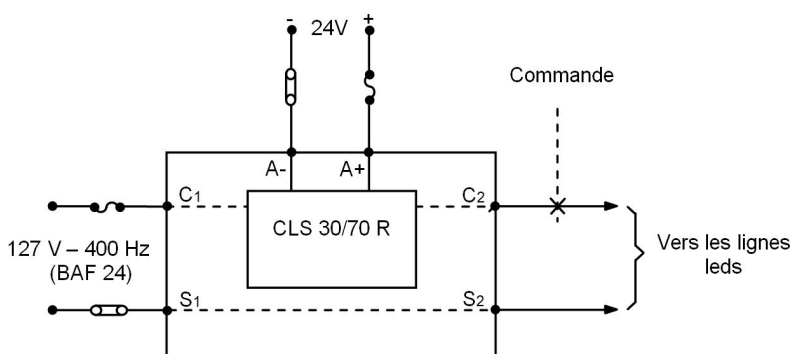 - 24V +
Commande
A- A+
C1 C2
CLS 30/70 R
127 V – 400 Hz
(BAF 24)
Vers les lignes
leds
S1 S2